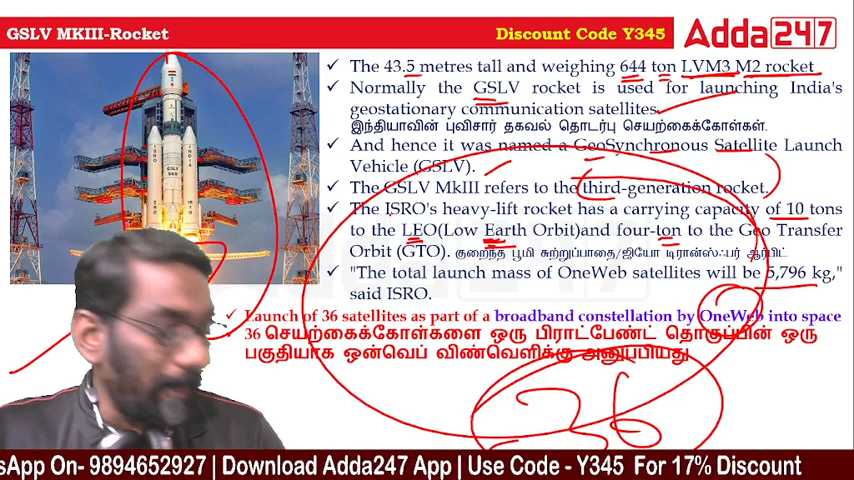 GSLV MKIII-Rocket
Discount Code Y345
Adda247
✓ The 43.5 metres tall and weighing 644 ton LVM3 M2 rocket
✓ Normally the GSLV rocket is used for launching India's
geostationary communication satellites.
இந்தியாவின் புவிசார் தகவல் தொடர்பு செயற்கைக்கோள்கள்.
✓ And hence it was named a GeoSynchronous Satellite Launch
Vehicle (GSLV).
✓ The GSLV MkIII refers to the third-generation rocket.
✓ The ISRO's heavy-lift rocket has a carrying capacity of 10 tons
to the LEO(Low Earth Orbit)and four-ton to the Geo Transfer
Orbit (GTO). குறைந்த பூமி சுற்றுப்பாதை/ஜியோ டிரான்ஸ்ஃபர் ஆர்பிட்
✓ "The total launch mass of OneWeb satellites will be 5,796 kg,"
said ISRO.
✓ Launch of 36 satellites as part of a broadband constellation by OneWeb into space
36 செயற்கைக்கோள்களை ஒரு பிராட்பேண்ட் தொகுப்பின் ஒரு
பகுதியாக ஒன்வெப் விண்வெளிக்கு அனுப்பியது
36
sApp On- 9894652927 | Download Adda247 App | Use Code - Y345 For 17% Discount